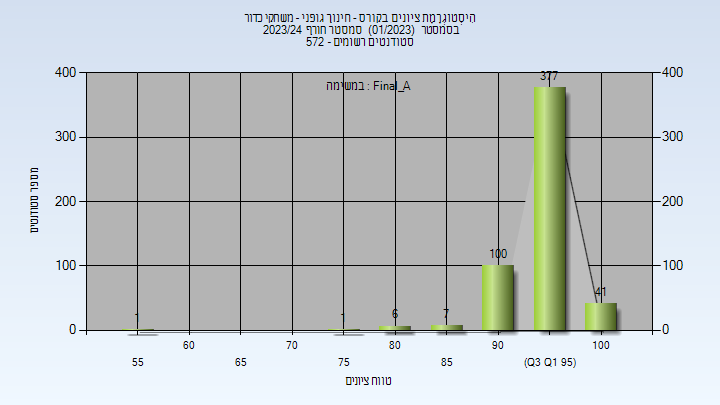 היסטוגרמת ציונים בקורס - חינוך גופני - משחקי כדור
בסמסטר (01/2023) סמסטר חורף 2023/24
סטודנטים רשומים - 572
במשימה : Final_A
400 400
377
300 300
מספר סטודנטים
200 200
100 100
100
41
1 1 6 7
0 0
60 70 80 90 100
55 65 75 85 (Q3 Q1 95)
טווח ציונים